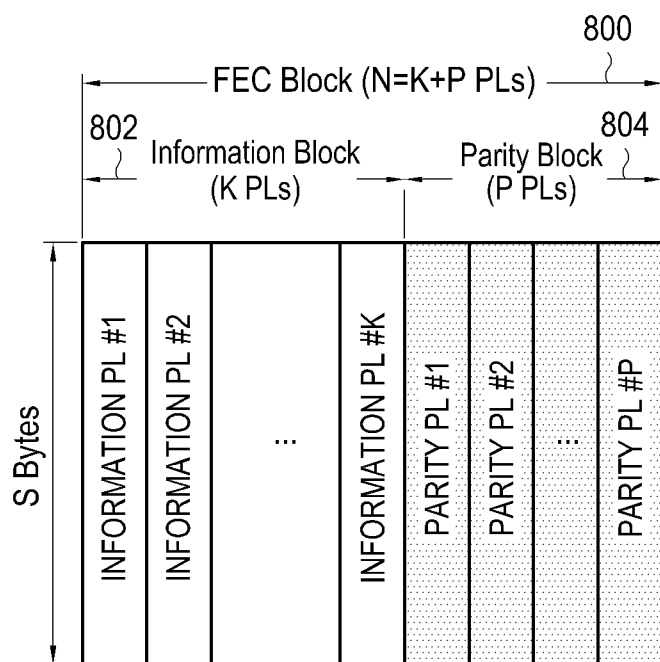 800
FEC Block (N=K+P PLs)
802
804
Information Block
(K PLs)
Parity Block
(P PLs)
S Bytes
INFORMATION PL #1
INFORMATION PL #2
...
INFORMATION PL #K
PARITY PL #1
PARITY PL #2
...
PARITY PL #P